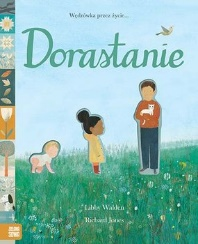 Wędrówka przez życie...
Dorastanie
Libby Walden
Richard Jones